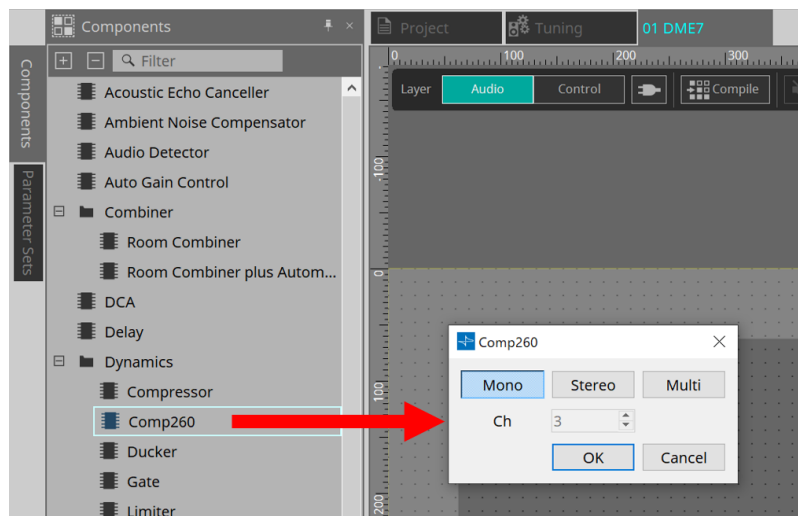 Components
Project
Tuning
01 DME7
Filter
0
100
200
300
Layer
Audio
Control
Compile
Components
Parameter Sets
Acoustic Echo Canceller
Ambient Noise Compensator
Audio Detector
Auto Gain Control
Combiner
Room Combiner
Room Combiner plus Autom...
DCA
Delay
Dynamics
Compressor
Comp260
Ducker
Gate
Limiter
-100
0
100
200
Comp260
Mono
Stereo
Multi
Ch
3
OK
Cancel